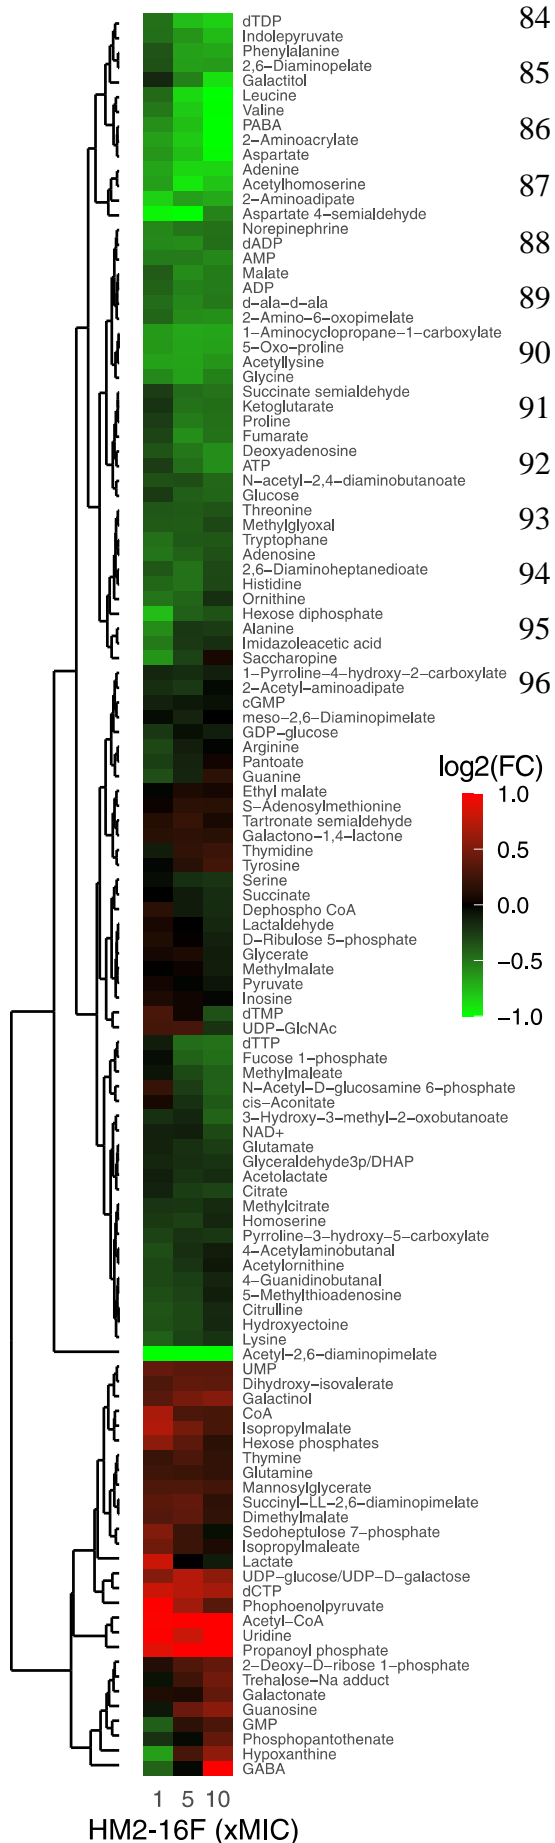 dTDP
84
Indolepyruvate
Phenylalanine
2,6−Diaminopelate
85
Galactitol
Leucine
Valine
PABA
86
2−Aminoacrylate
Aspartate
Adenine
Acetylhomoserine
87
2−Aminoadipate
Aspartate 4−semialdehyde
Norepinephrine
dADP
88
AMP
Malate
ADP
d-ala-d-ala
89
2−Amino−6−oxopimelate
1−Aminocyclopropane−1−carboxylate
5−Oxo−proline
90
Acetyllysine
Glycine
Succinate semialdehyde
Ketoglutarate
91
Proline
Fumarate
Deoxyadenosine
ATP
92
N−acetyl−2,4−diaminobutanoate
Glucose
Threonine
93
Methylglyoxal
Tryptophane
Adenosine
2,6−Diaminoheptanedioate
94
Histidine
Ornithine
Hexose diphosphate
Alanine
95
Imidazoleacetic acid
Saccharopine
1−Pyrroline−4−hydroxy−2−carboxylate
96
2−Acetyl−aminoadipate
cGMP
meso−2,6−Diaminopimelate
GDP−glucose
Arginine
Pantoate
Guanine
Ethyl malate
S−Adenosylmethionine
Tartronate semialdehyde
Galactono−1,4−lactone
Thymidine
Tyrosine
Serine
Succinate
Dephospho CoA
Lactaldehyde
D−Ribulose 5−phosphate
Glycerate
Methylmalate
Pyruvate
Inosine
dTMP
UDP−GlcNAc
dTTP
Fucose 1−phosphate
Methylmaleate
N−Acetyl−D−glucosamine 6−phosphate
cis−Aconitate
3−Hydroxy−3−methyl−2−oxobutanoate
NAD+
Glutamate
Glyceraldehyde3p/DHAP
Acetolactate
Citrate
Methylcitrate
Homoserine
Pyrroline−3−hydroxy−5−carboxylate
4−Acetylaminobutanal
Acetylornithine
4−Guanidinobutanal
5−Methylthioadenosine
Citrulline
Hydroxyectoine
Lysine
Acetyl−2,6−diaminopimelate
UMP
Dihydroxy−isovalerate
Galactinol
CoA
Isopropylmalate
Hexose phosphates
Thymine
Glutamine
Mannosylglycerate
Succinyl−LL−2,6−diaminopimelate
Dimethylmalate
Sedoheptulose 7−phosphate
Isopropylmaleate
Lactate
UDP−glucose/UDP−D−galactose
dCTP
Phophoenolpyruvate
Acetyl−CoA
Uridine
Propanoyl phosphate
2−Deoxy−D−ribose 1−phosphate
Trehalose−Na adduct
Galactonate
Guanosine
GMP
Phosphopantothenate
Hypoxanthine
GABA
log2(FC)
1.0
0.5
0.0
−0.5
−1.0
1 5 10
HM2-16F (xMIC)